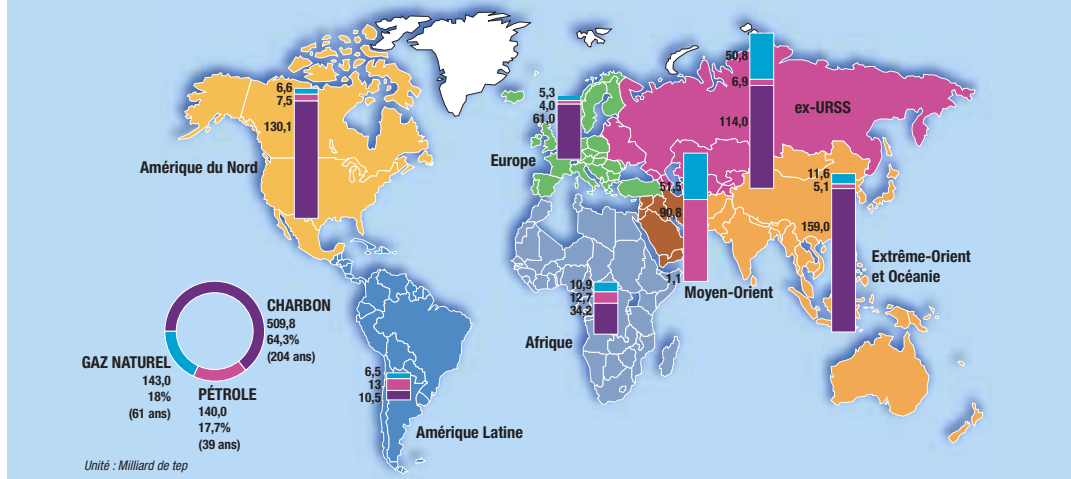 6,6
7,5
130,1
Amérique du Nord
5,3
4,0
61,0
Europe
50,8
6,9
114,0
ex-URSS
51,5
90,8
1,1
Moyen-Orient
11,6
5,1
159,0
Extrême-Orient
et Océanie
10,9
12,7
34,2
Afrique
6,5
13
10,5
Amérique Latine
CHARBON
509,8
64,3%
(204 ans)
GAZ NATUREL
143,0
18%
(61 ans)
PÉTROLE
140,0
17,7%
(39 ans)
Unité : Milliard de tep